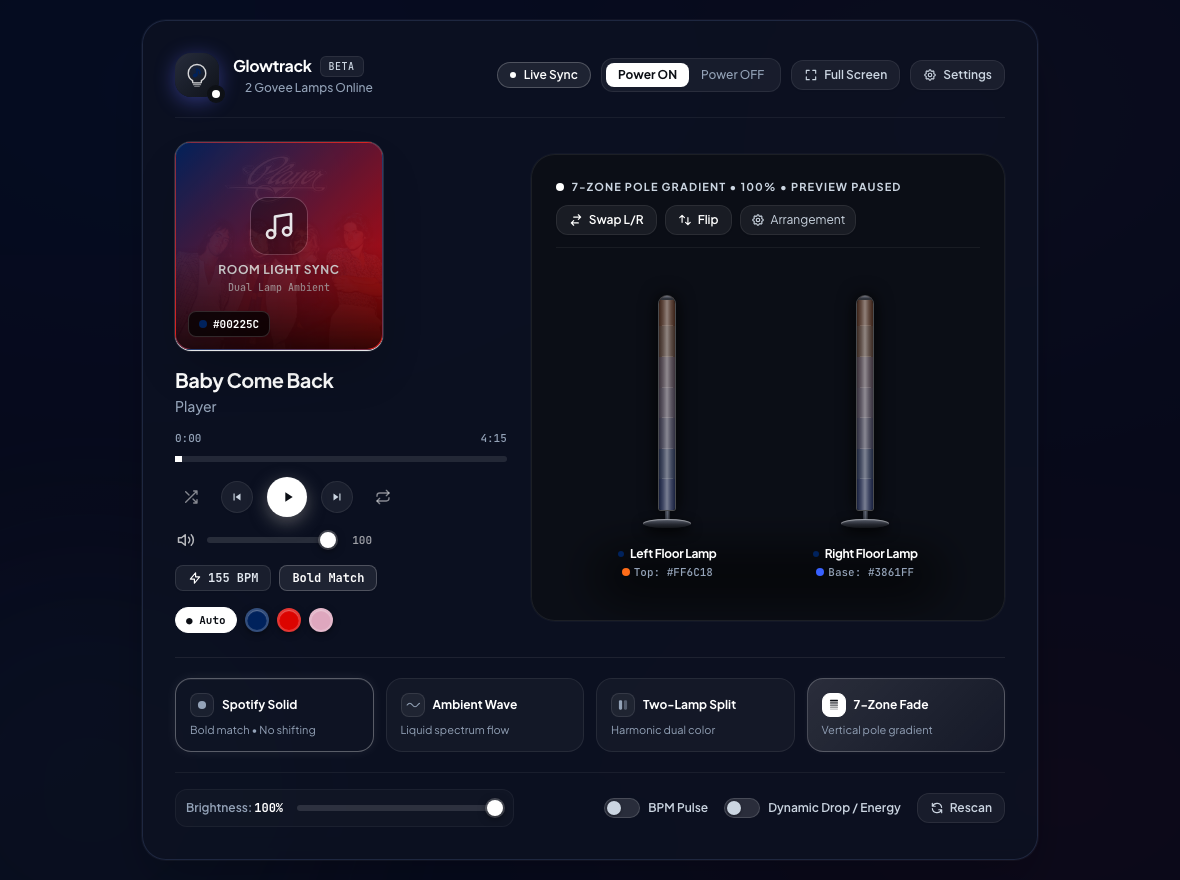 Glowtrack BETA
2 Govee Lamps Online
Live Sync
Power ON
Power OFF
Full Screen
Settings
Player
ROOM LIGHT SYNC
Dual Lamp Ambient
#00225C
Baby Come Back
Player
0:00
4:15
100
155 BPM
Bold Match
Auto
7-ZONE POLE GRADIENT • 100% • PREVIEW PAUSED
Swap L/R
Flip
Arrangement
Left Floor Lamp
Top: #FF6C18
Right Floor Lamp
Base: #3861FF
Spotify Solid
Bold match • No shifting
Ambient Wave
Liquid spectrum flow
Two-Lamp Split
Harmonic dual color
7-Zone Fade
Vertical pole gradient
Brightness: 100%
BPM Pulse
Dynamic Drop / Energy
Rescan